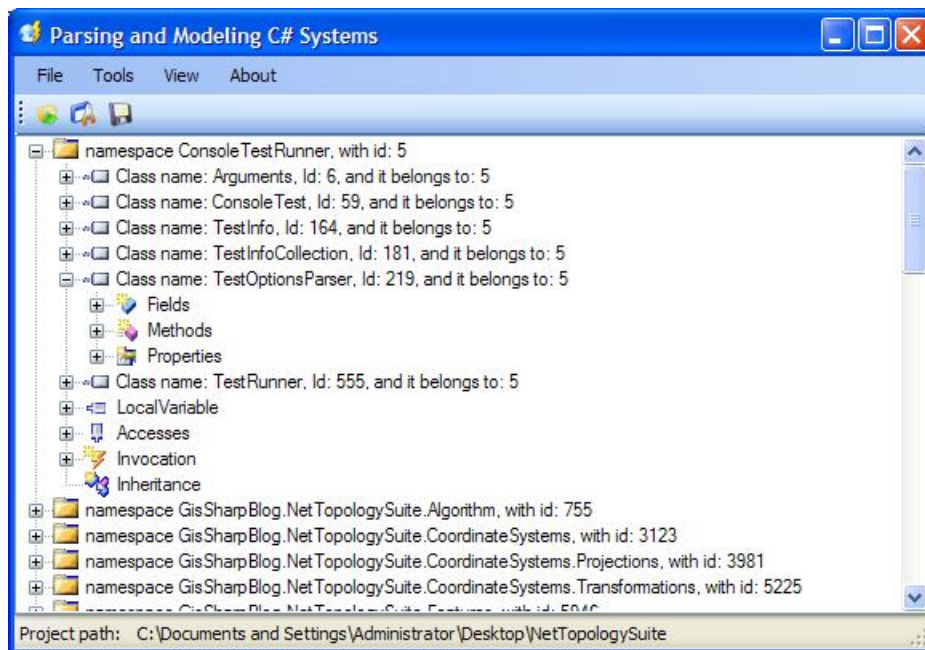 Parsing and Modeling C# Systems
File Tools View About
namespace ConsoleTestRunner, with id: 5
Class name: Arguments, Id: 6, and it belongs to: 5
Class name: ConsoleTest, Id: 59, and it belongs to: 5
Class name: TestInfo, Id: 164, and it belongs to: 5
Class name: TestInfoCollection, Id: 181, and it belongs to: 5
Class name: TestOptionsParser, Id: 219, and it belongs to: 5
Fields
Methods
Properties
Class name: TestRunner, Id: 555, and it belongs to: 5
LocalVariable
Accesses
Invocation
Inheritance
namespace GisSharpBlog.NetTopologySuite.Algorithm, with id: 755
namespace GisSharpBlog.NetTopologySuite.CoordinateSystems, with id: 3123
namespace GisSharpBlog.NetTopologySuite.CoordinateSystems.Projections, with id: 3981
namespace GisSharpBlog.NetTopologySuite.CoordinateSystems.Transformations, with id: 5225
namespace GisSharpBlog.NetTopologySuite.Features, with id:
Project path: C:\Documents and Settings\Administrator\Desktop\NetTopologySuite